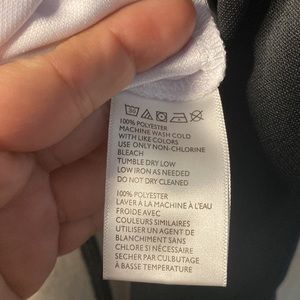 100% POLYESTER
MACHINE WASH COLD
WITH LIKE COLORS
USE ONLY NON-CHLORINE
BLEACH
TUMBLE DRY LOW
LOW IRON AS NEEDED
DO NOT DRY CLEANED
100% POLYESTER
LAVER À LA MACHINE À L'EAU
FROIDE AVEC
COULEURS SIMILAIRES
UTILISER UN AGENT DE
BLANCHIMENT SANS
CHLORE SI NÉCESSAIRE
SÉCHER PAR CULBUTAGE
À BASSE TEMPÉRATURE